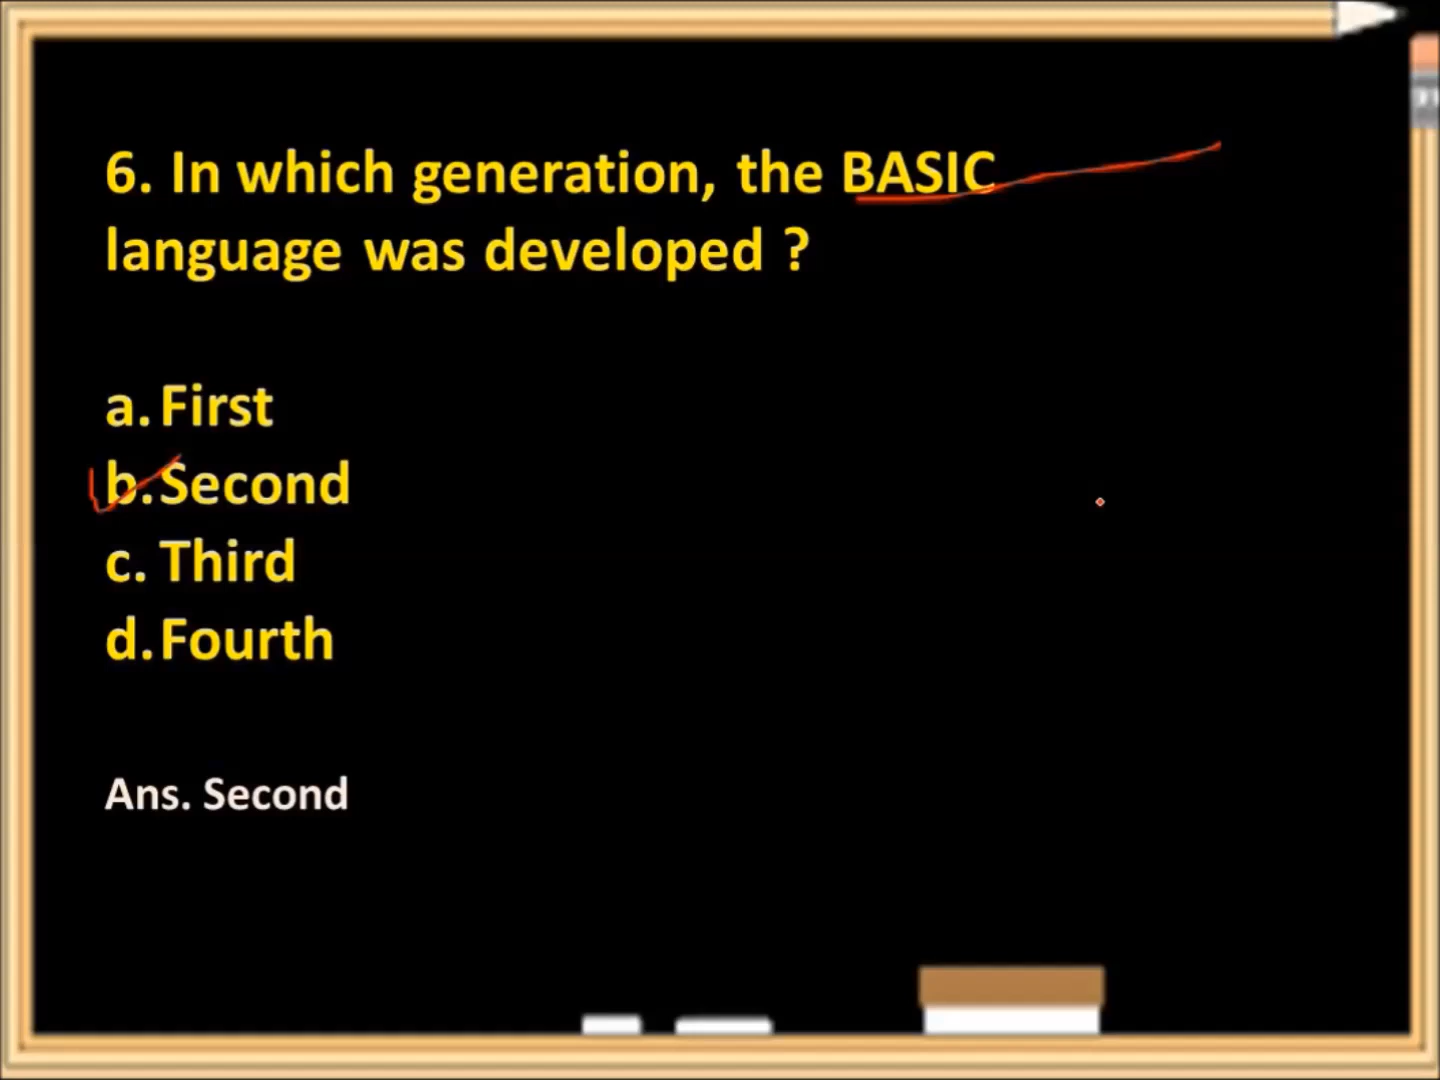 6. In which generation, the BASIC
language was developed ?
a. First
b. Second
c. Third
d. Fourth
Ans. Second